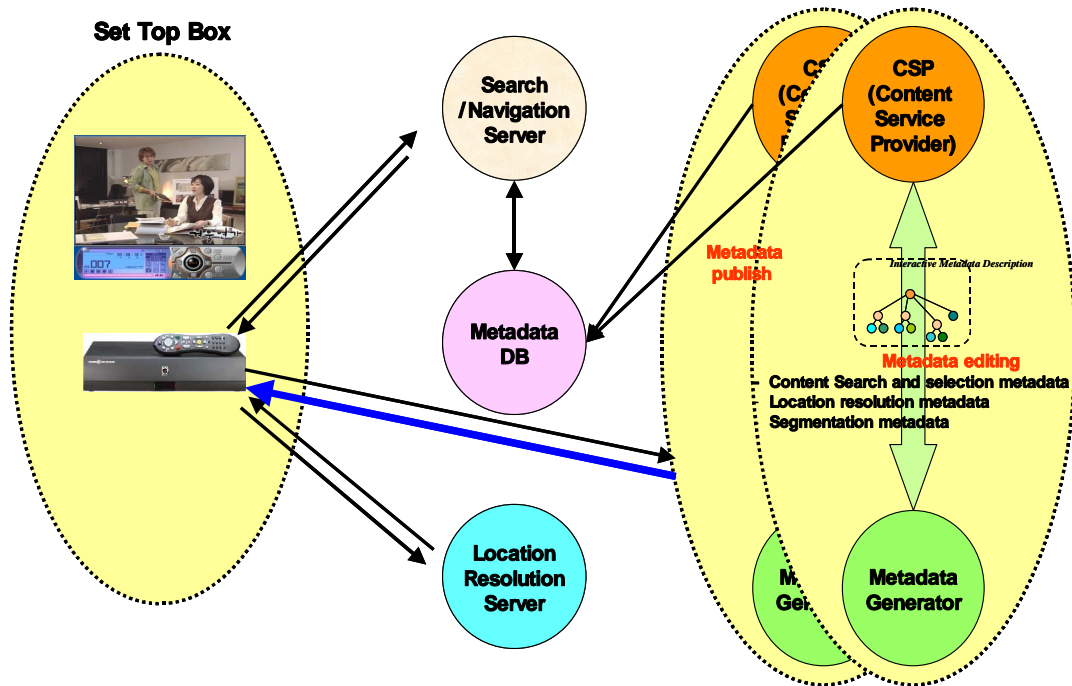 Set Top Box
007
Search
/ Navigation
Server
Metadata
DB
Location
Resolution
Server
Metadata
publish
CSP
(Content
Service
Provider)
Interactive Metadata Description
Metadata editing
- Content Search and selection metadata
- Location resolution metadata
Segmentation metadata
Metadata
Generator